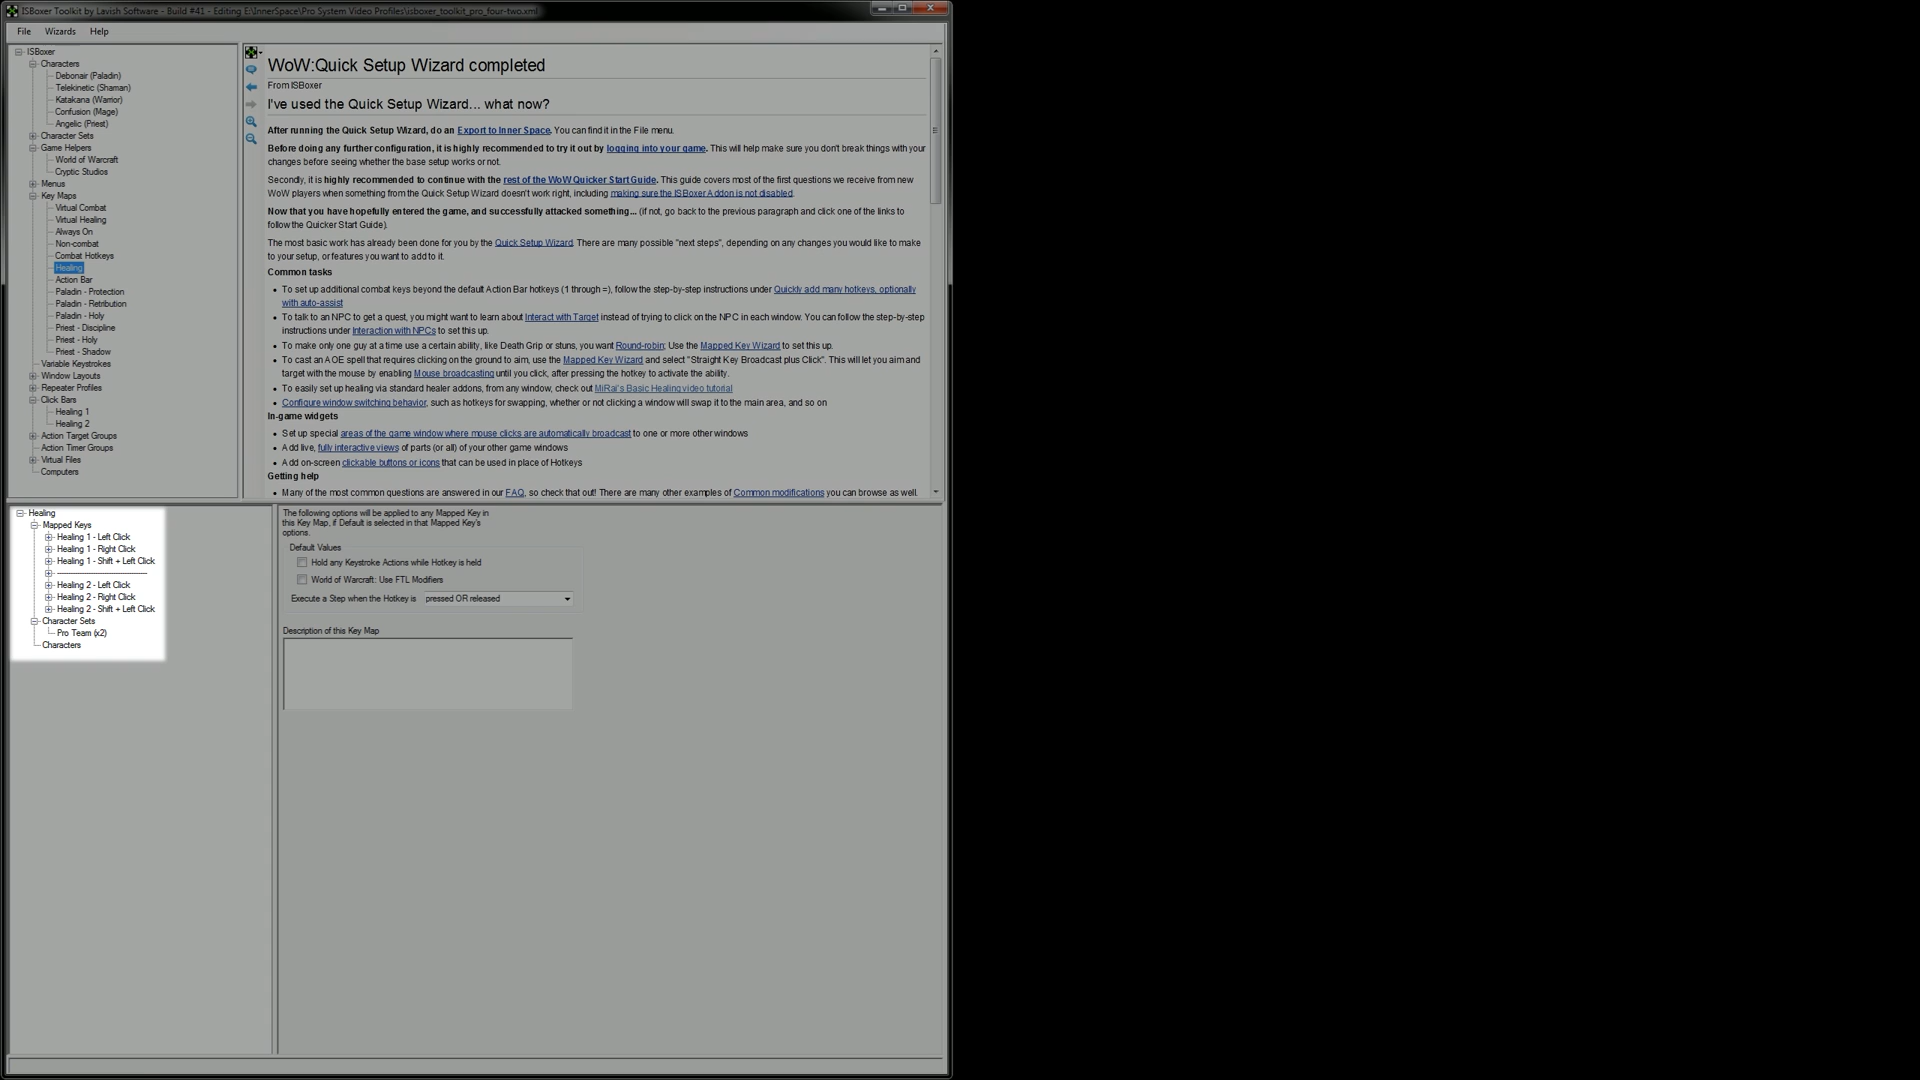 ISBoxer Toolkit by Lavish Software - Build #41 - Editing E:\InnerSpace\Pro System Video Profiles\isboxer_toolkit_pro_four-two.xml
File Wizards Help
ISBoxer
Characters
Debonair (Paladin)
Telekinetic (Shaman)
Katakana (Warrior)
Confusion (Mage)
Angelic (Priest)
Character Sets
Game Helpers
World of Warcraft
Cryptic Studios
Menus
Key Maps
Virtual Combat
Virtual Healing
Always On
Non-combat
Combat Hotkeys
Healing
Action Bar
Paladin - Protection
Paladin - Retribution
Paladin - Holy
Priest - Discipline
Priest - Holy
Priest - Shadow
Variable Keystrokes
Window Layouts
Repeater Profiles
Click Bars
Healing 1
Healing 2
Action Target Groups
Action Timer Groups
Virtual Files
Computers
WoW:Quick Setup Wizard completed
From ISBoxer
I've used the Quick Setup Wizard... what now?
After running the Quick Setup Wizard, do an Export to Inner Space. You can find it in the File menu.
Before doing any further configuration, it is highly recommended to try it out by logging into your game. This will help make sure you don't break things with your
changes before seeing whether the base setup works or not.
Secondly, it is highly recommended to continue with the rest of the WoW Quicker Start Guide. This guide covers most of the first questions we receive from new
WoW players when something from the Quick Setup Wizard doesn't work right, including making sure the ISBoxer Addon is not disabled.
Now that you have hopefully entered the game, and successfully attacked something... (if not, go back to the previous paragraph and click one of the links to
follow the Quicker Start Guide).
The most basic work has already been done for you by the Quick Setup Wizard. There are many possible "next steps", depending on any changes you would like to make
to your setup, or features you want to add to it.
Common tasks
• To set up additional combat keys beyond the default Action Bar hotkeys (1 through =), follow the step-by-step instructions under Quickly add many hotkeys, optionally
with auto-assist
• To talk to an NPC to get a quest, you might want to learn about Interact with Target instead of trying to click on the NPC in each window. You can follow the step-by-step
instructions under Interaction with NPCs to set this up.
• To make only one guy at a time use a certain ability, like Death Grip or stuns, you want Round-robin; Use the Mapped Key Wizard to set this up.
• To cast an AOE spell that requires clicking on the ground to aim, use the Mapped Key Wizard and select "Straight Key Broadcast plus Click". This will let you aim and
target with the mouse by enabling Mouse broadcasting until you click, after pressing the hotkey to activate the ability.
• To easily set up healing via standard healer addons, from any window, check out MiRai's Basic Healing video tutorial
• Configure window switching behavior, such as hotkeys for swapping, whether or not clicking a window will swap it to the main area, and so on
In-game widgets
• Set up special areas of the game window where mouse clicks are automatically broadcast to one or more other windows
• Add live, fully interactive views of parts (or all) of your other game windows
• Add on-screen clickable buttons or icons that can be used in place of Hotkeys
Getting help
• Many of the most common questions are answered in our FAQ, so check that out! There are many other examples of Common modifications you can browse as well.
Healing
Mapped Keys
Healing 1 - Left Click
Healing 1 - Right Click
Healing 1 - Shift + Left Click
Healing 2 - Left Click
Healing 2 - Right Click
Healing 2 - Shift + Left Click
Character Sets
Pro Team (x2)
Characters
The following options will be applied to any Mapped Key in
this Key Map, if Default is selected in that Mapped Key's
options.
Default Values
Hold any Keystroke Actions while Hotkey is held
World of Warcraft: Use FTL Modifiers
Execute a Step when the Hotkey is pressed OR released
Description of this Key Map